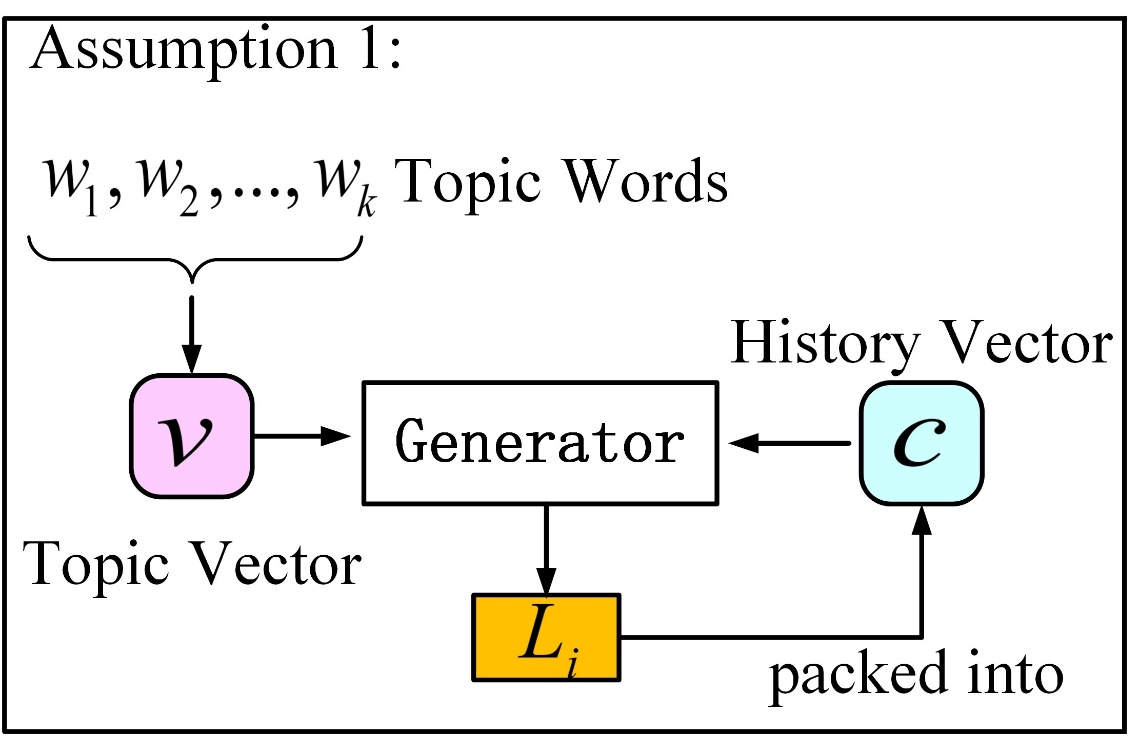 Assumption 1:
w₁, w₂, ..., wₖ Topic Words
History Vector
v
Generator
c
Topic Vector
Lᵢ
packed into